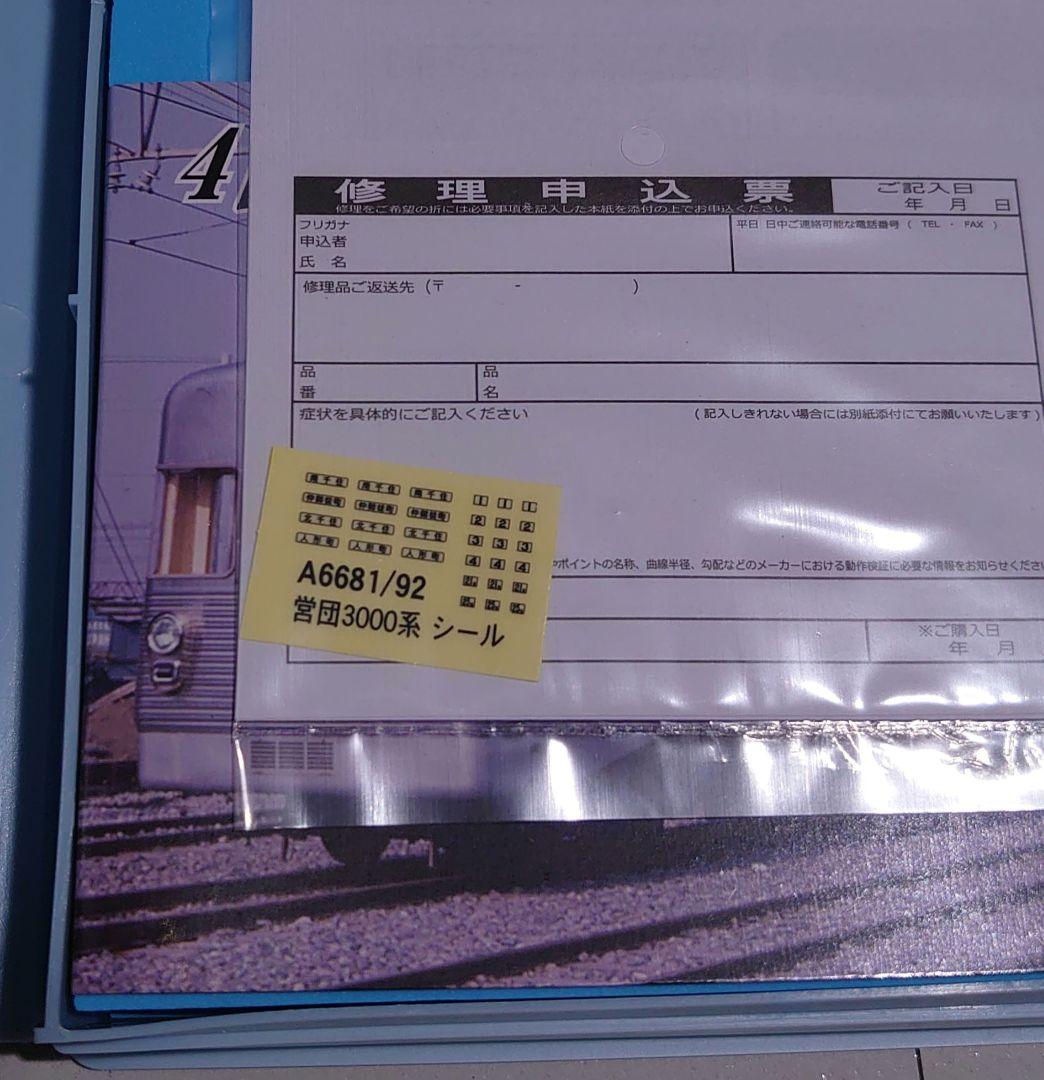 4
修理申込票
修理をご希望の折には必要事項を記入した本紙を添付の上でお申込ください。
ご記入日
年 月 日
フリガナ
申込者
氏 名
平日 日中ご連絡可能な電話番号 ( TEL ・ FAX )
修理品ご返送先 (〒 - )
品番
品名
症状を具体的にご記入ください
(記入しきれない場合には別紙添付にてお願いいたします)
やポイントの名称、曲線半径、勾配などのメーカーにおける動作検証に必要な情報をお知らせくださ
※ご購入日
年 月
南千住 南千住 南千住 1 1 1
仲御徒町 仲御徒町 仲御徒町 2 2 2
北千住 北千住 北千住 3 3 3
人形町 人形町 人形町 4 4 4
A6681/92
営団3000系 シール